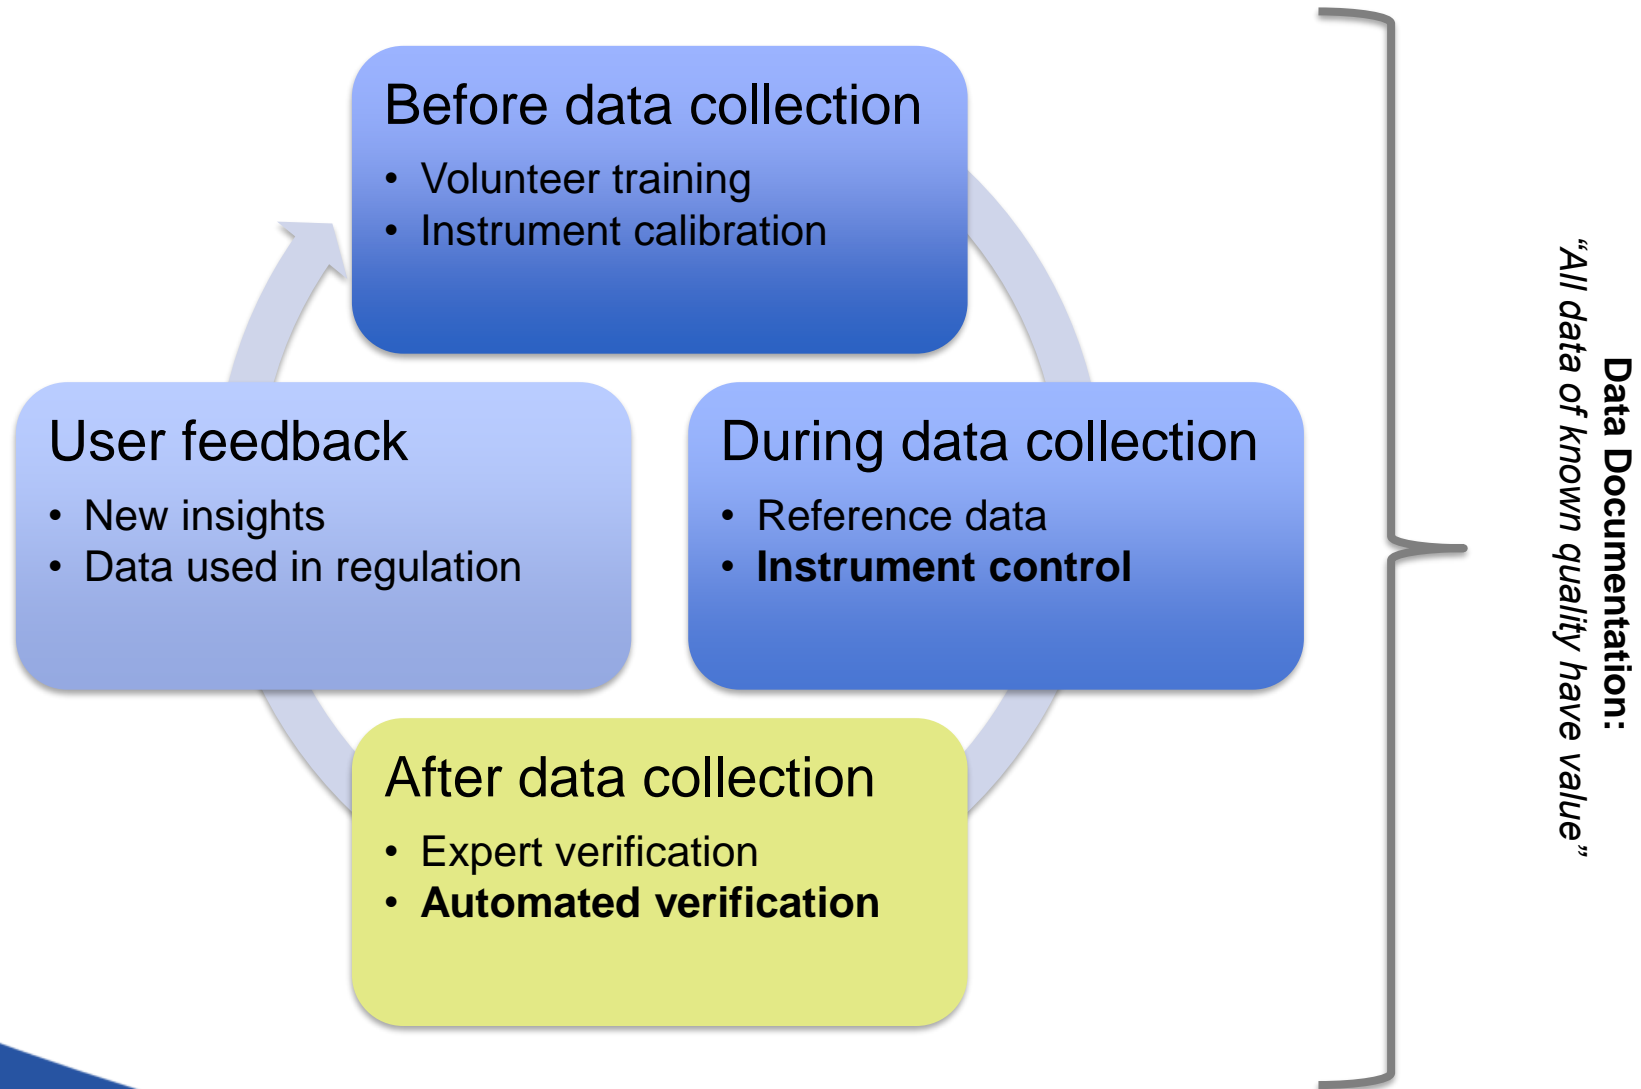 Before data collection
• Volunteer training
• Instrument calibration
During data collection
• Reference data
• Instrument control
After data collection
• Expert verification
• Automated verification
User feedback
• New insights
• Data used in regulation
Data Documentation:
“All data of known quality have value”